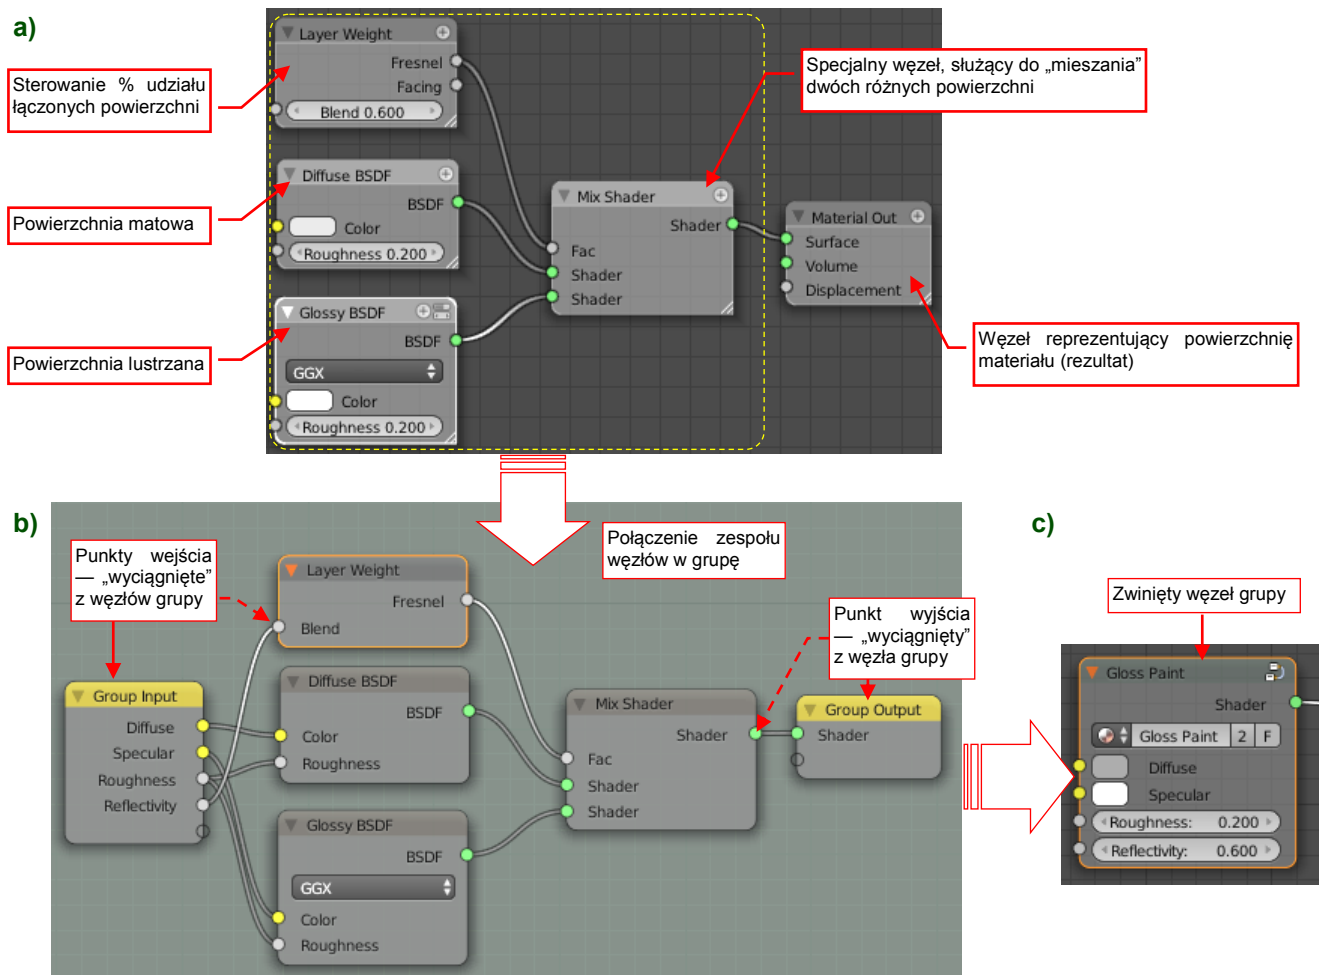 a)
Layer Weight
Fresnel
Facing
Blend 0.600
Sterowanie % udziału
łączonych powierzchni
Specjalny węzeł, służący do „mieszania”
dwóch różnych powierzchni
Diffuse BSDF
BSDF
Color
Roughness 0.200
Powierzchnia matowa
Mix Shader
Shader
Fac
Shader
Shader
Material Out
Surface
Volume
Displacement
Glossy BSDF
BSDF
GGX
Color
Roughness 0.200
Powierzchnia lustrzana
Węzeł reprezentujący powierzchnię
materiału (rezultat)
b)
Punkty wejścia
— „wyciągnięte”
z węzłów grupy
Połączenie zespołu
węzłów w grupę
Layer Weight
Fresnel
Blend
Punkt wyjścia
— „wyciągnięty”
z węzła grupy
Group Input
Diffuse
Specular
Roughness
Reflectivity
Diffuse BSDF
BSDF
Color
Roughness
Mix Shader
Shader
Fac
Shader
Shader
Group Output
Shader
Glossy BSDF
BSDF
GGX
Color
Roughness
c)
Zwinięty węzeł grupy
Gloss Paint
Shader
Gloss Paint 2 F
Diffuse
Specular
Roughness: 0.200
Reflectivity: 0.600